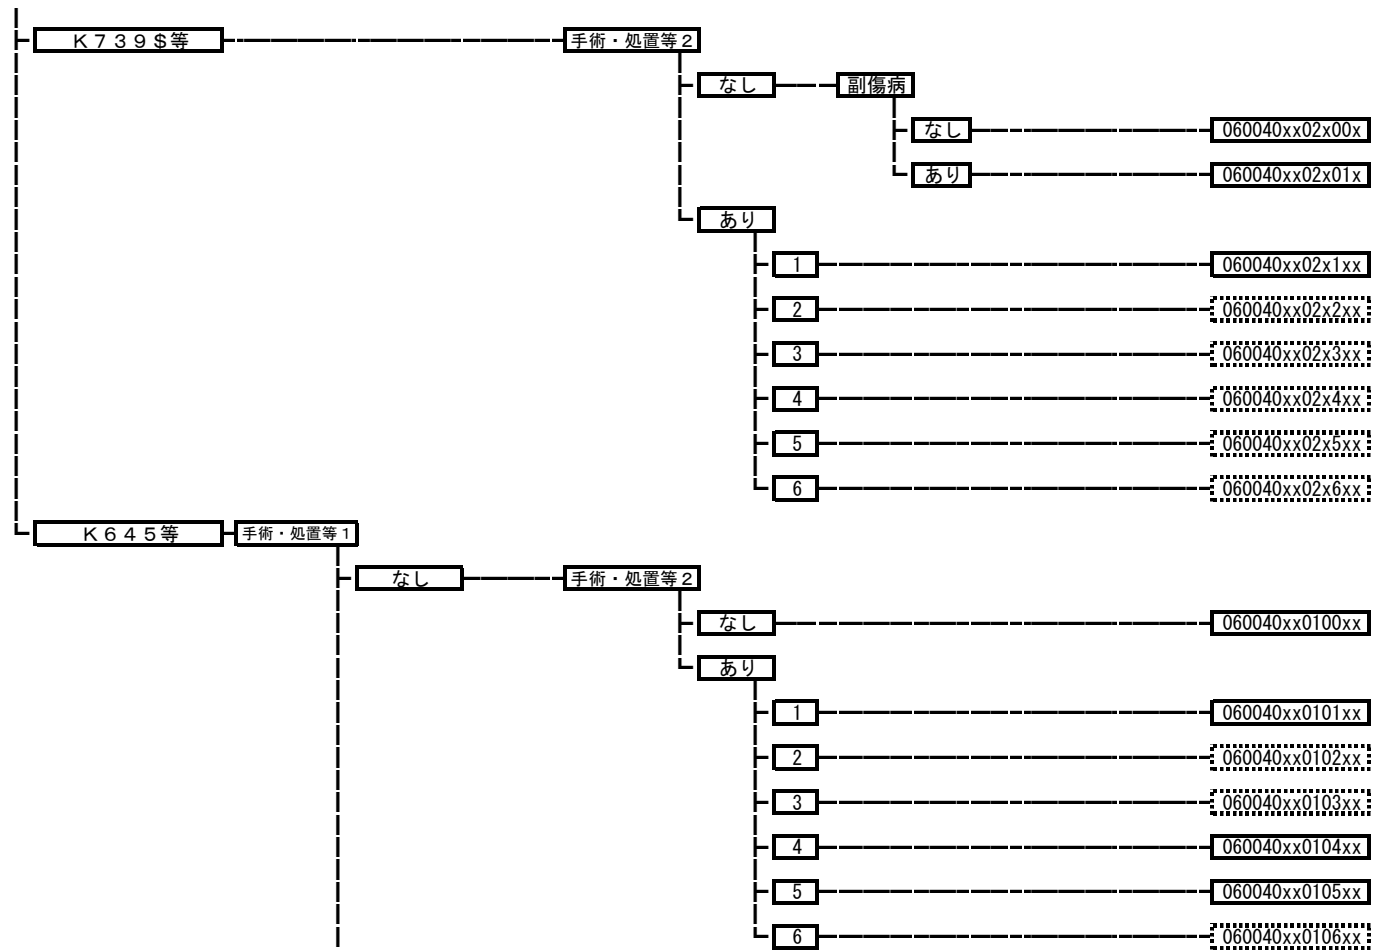 Ｋ７３９＄等 手術・処置等２
なし 副傷病
なし 060040xx02x00x
あり 060040xx02x01x
あり
1 060040xx02x1xx
2 060040xx02x2xx
3 060040xx02x3xx
4 060040xx02x4xx
5 060040xx02x5xx
6 060040xx02x6xx
Ｋ６４５等 手術・処置等１
なし 手術・処置等２
なし 060040xx0100xx
あり
1 060040xx0101xx
2 060040xx0102xx
3 060040xx0103xx
4 060040xx0104xx
5 060040xx0105xx
6 060040xx0106xx